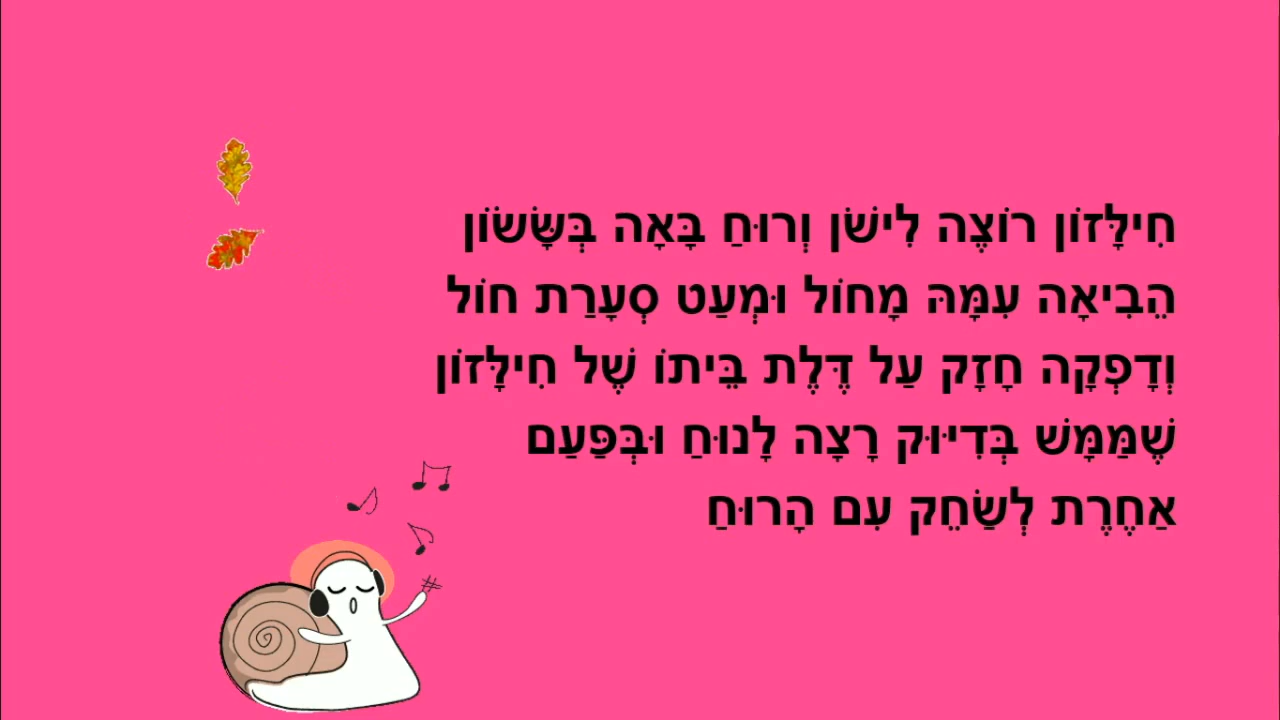 חִילָּזוֹן רוֹצֶה לִישֹׁן וְרוּחַ בָּאָה בְּשָׂשׂוֹן
הֵבִיאָה עִמָּהּ מָחוֹל וּמְעַט סְעָרַת חוֹל
וְדָפְקָה חָזָק עַל דֶּלֶת בֵּיתוֹ שֶׁל חִילָּזוֹן
שֶׁמַּמָּשׁ בְּדִיּוּק רָצָה לָנוּחַ וּבְּפַּעַם
אַחֶרֶת לְשַׂחֵק עִם הָרוּחַ